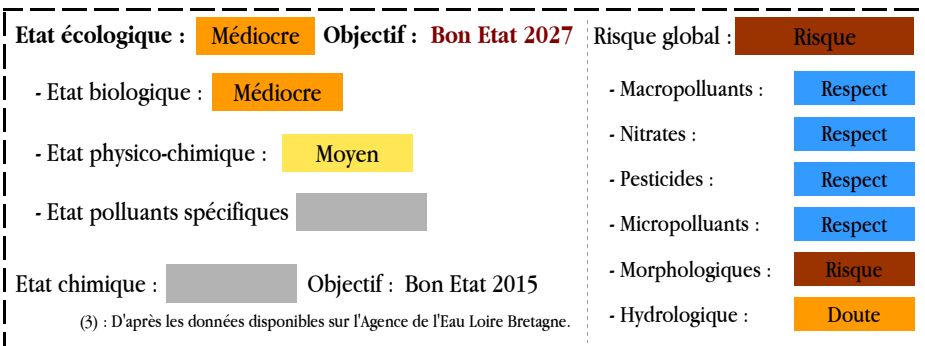 Etat écologique : Médiocre Objectif : Bon Etat 2027
- Etat biologique : Médiocre
- Etat physico-chimique : Moyen
- Etat polluants spécifiques
Etat chimique : Objectif : Bon Etat 2015
(3) : D'après les données disponibles sur l'Agence de l'Eau Loire Bretagne.
Risque global : Risque
- Macropolluants : Respect
- Nitrates : Respect
- Pesticides : Respect
- Micropolluants : Respect
- Morphologiques : Risque
- Hydrologique : Doute